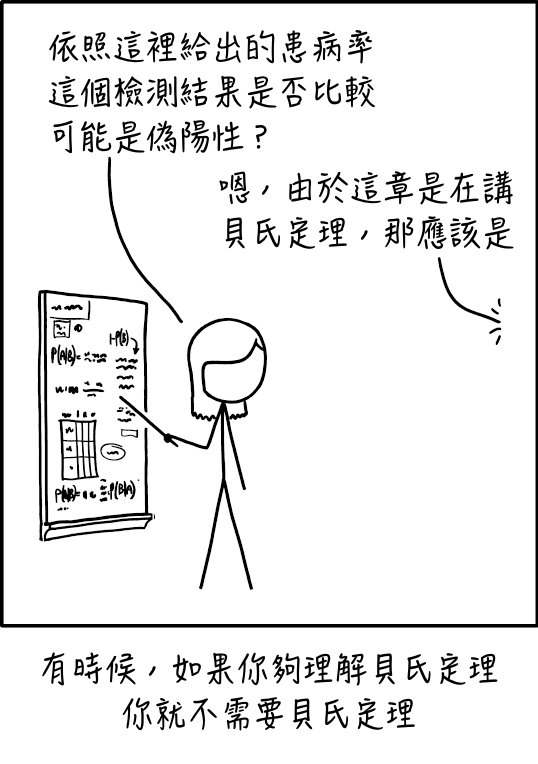 依照這裡給出的患病率
這個檢測結果是否比較
可能是偽陽性？
嗯，由於這章是在講
貝氏定理，那應該是
1-P(B)
P(A|B)=
P(A|B)=
P(B|A)
有時候，如果你夠理解貝氏定理
你就不需要貝氏定理